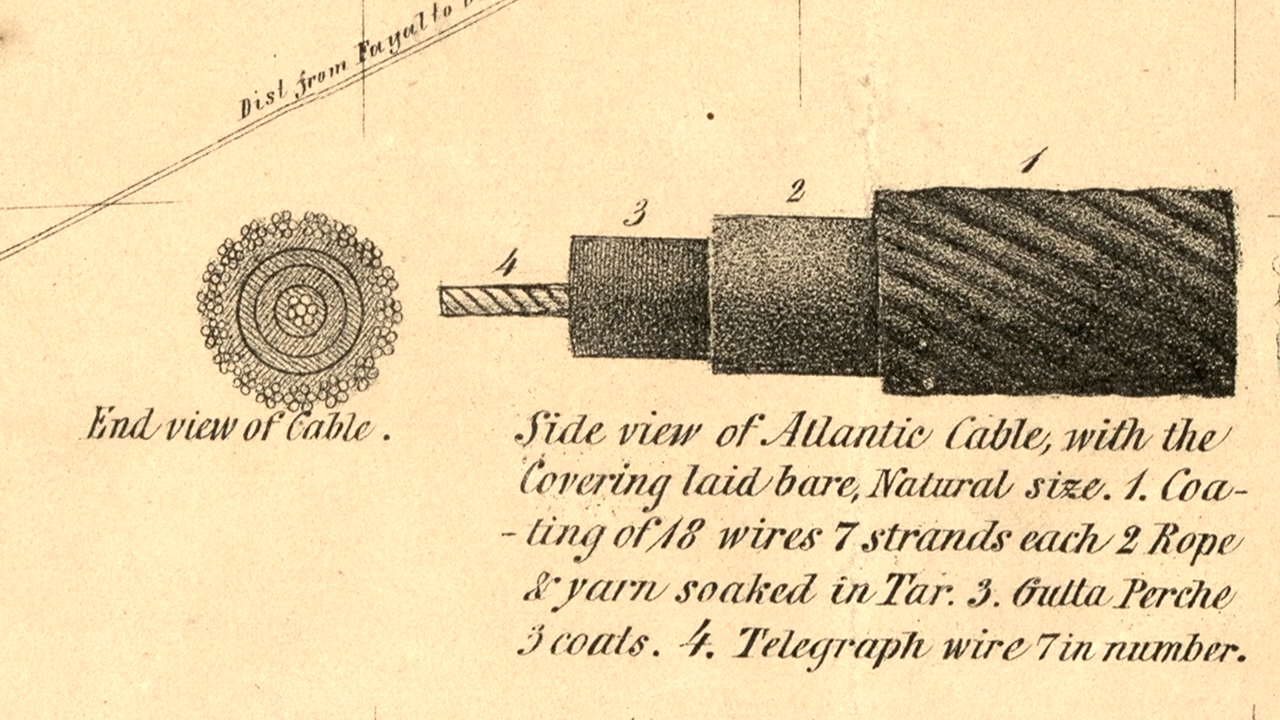 Dist from Fayal to
1
2
3
4
End view of Cable.
Side view of Atlantic Cable, with the
Covering laid bare, Natural size. 1. Coa-
-ting of 18 wires 7 strands each 2 Rope
& yarn soaked in Tar. 3. Gutta Perche
3 coats. 4. Telegraph wire 7 in number.